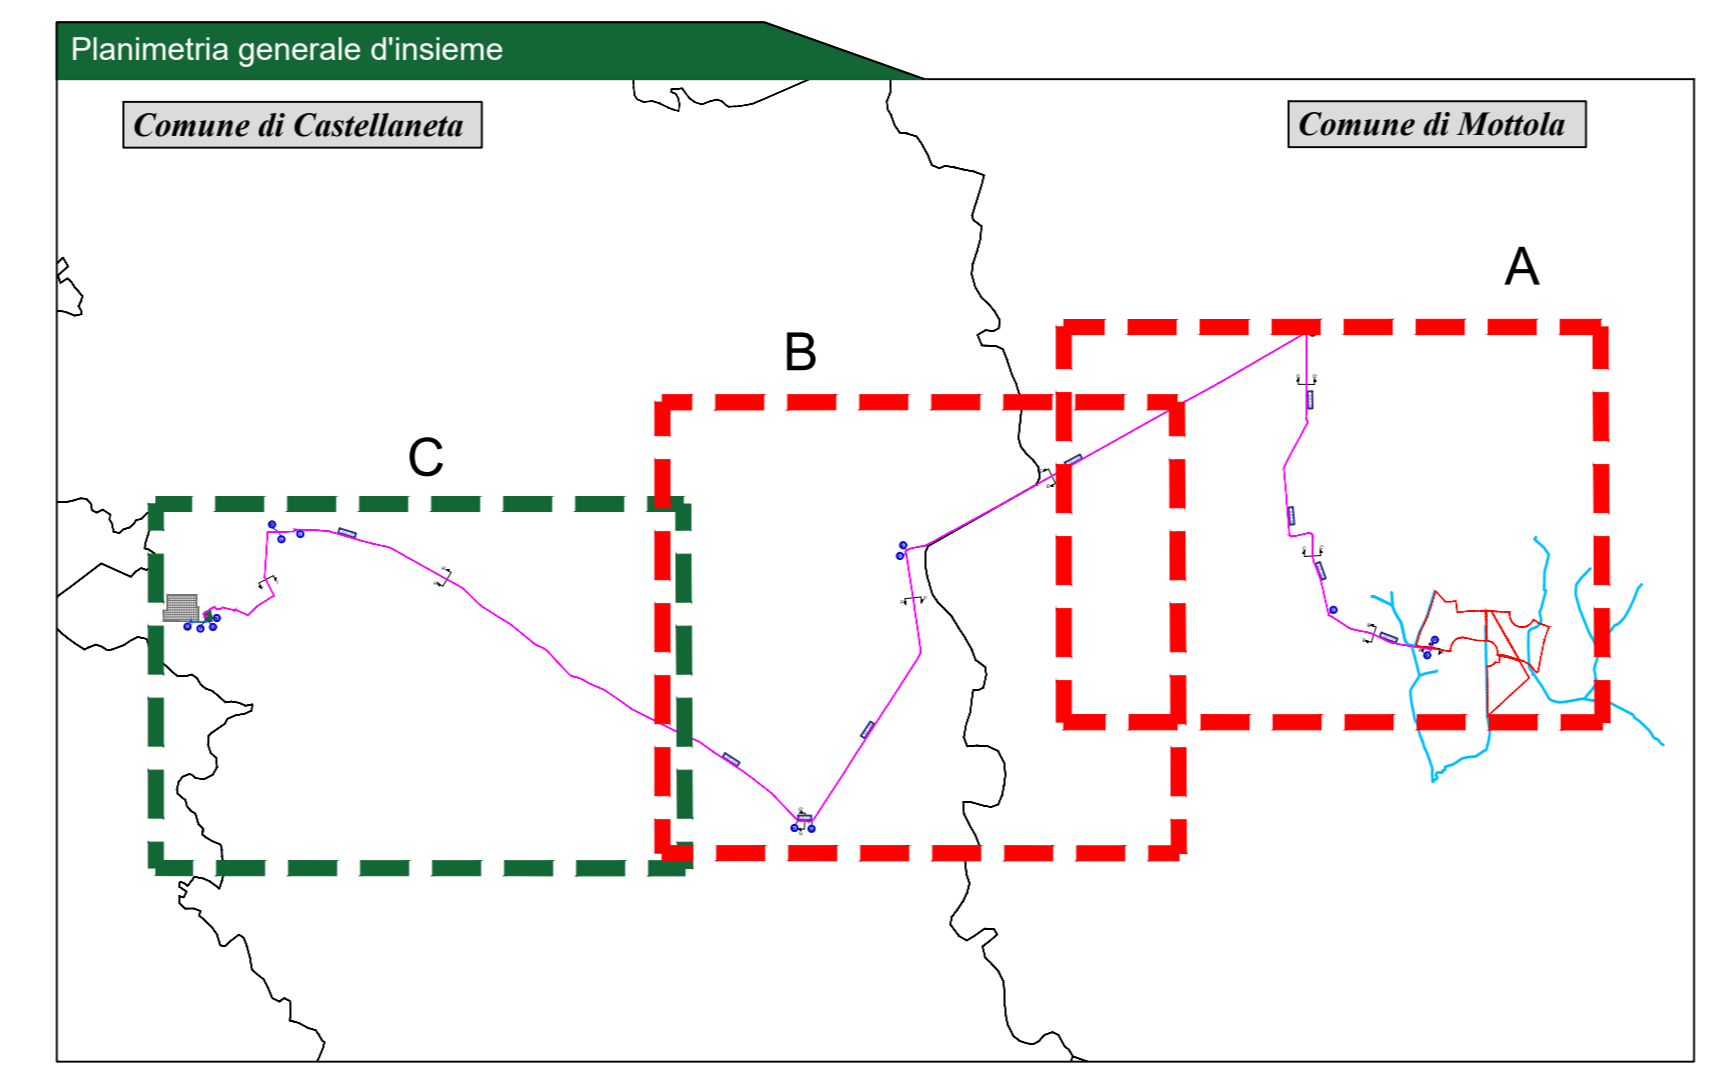 Planimetria generale d'insieme
Comune di Castellaneta
Comune di Mottola
A
B
C